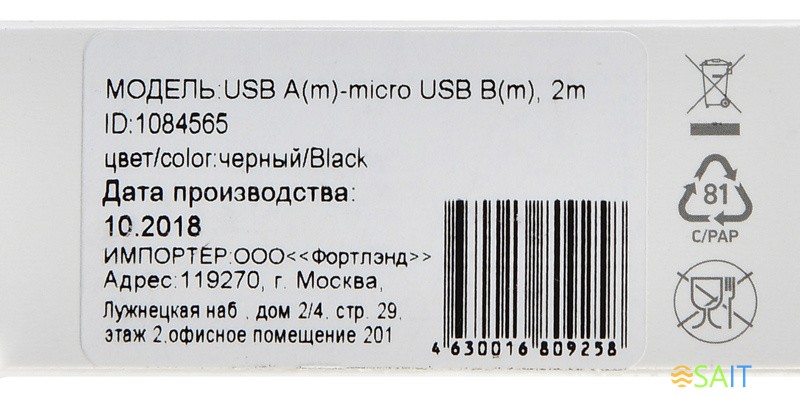 МОДЕЛЬ:USB A(m)-micro USB B(m), 2m
ID:1084565
цвет/color:черный/Black
Дата производства:
10.2018
ИМПОРТЁР:ООО<<Фортлэнд>>
Адрес:119270, г. Москва,
Лужнецкая наб . дом 2/4. стр. 29.
этаж 2.офисное помещение 201
4 630016 809258
81
C/PAP
SAIT